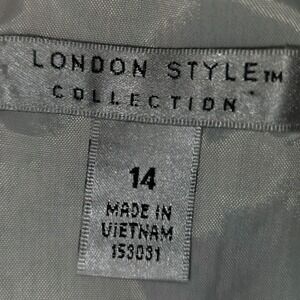 LONDON STYLE™
COLLECTION
14
MADE IN
VIETNAM
153031